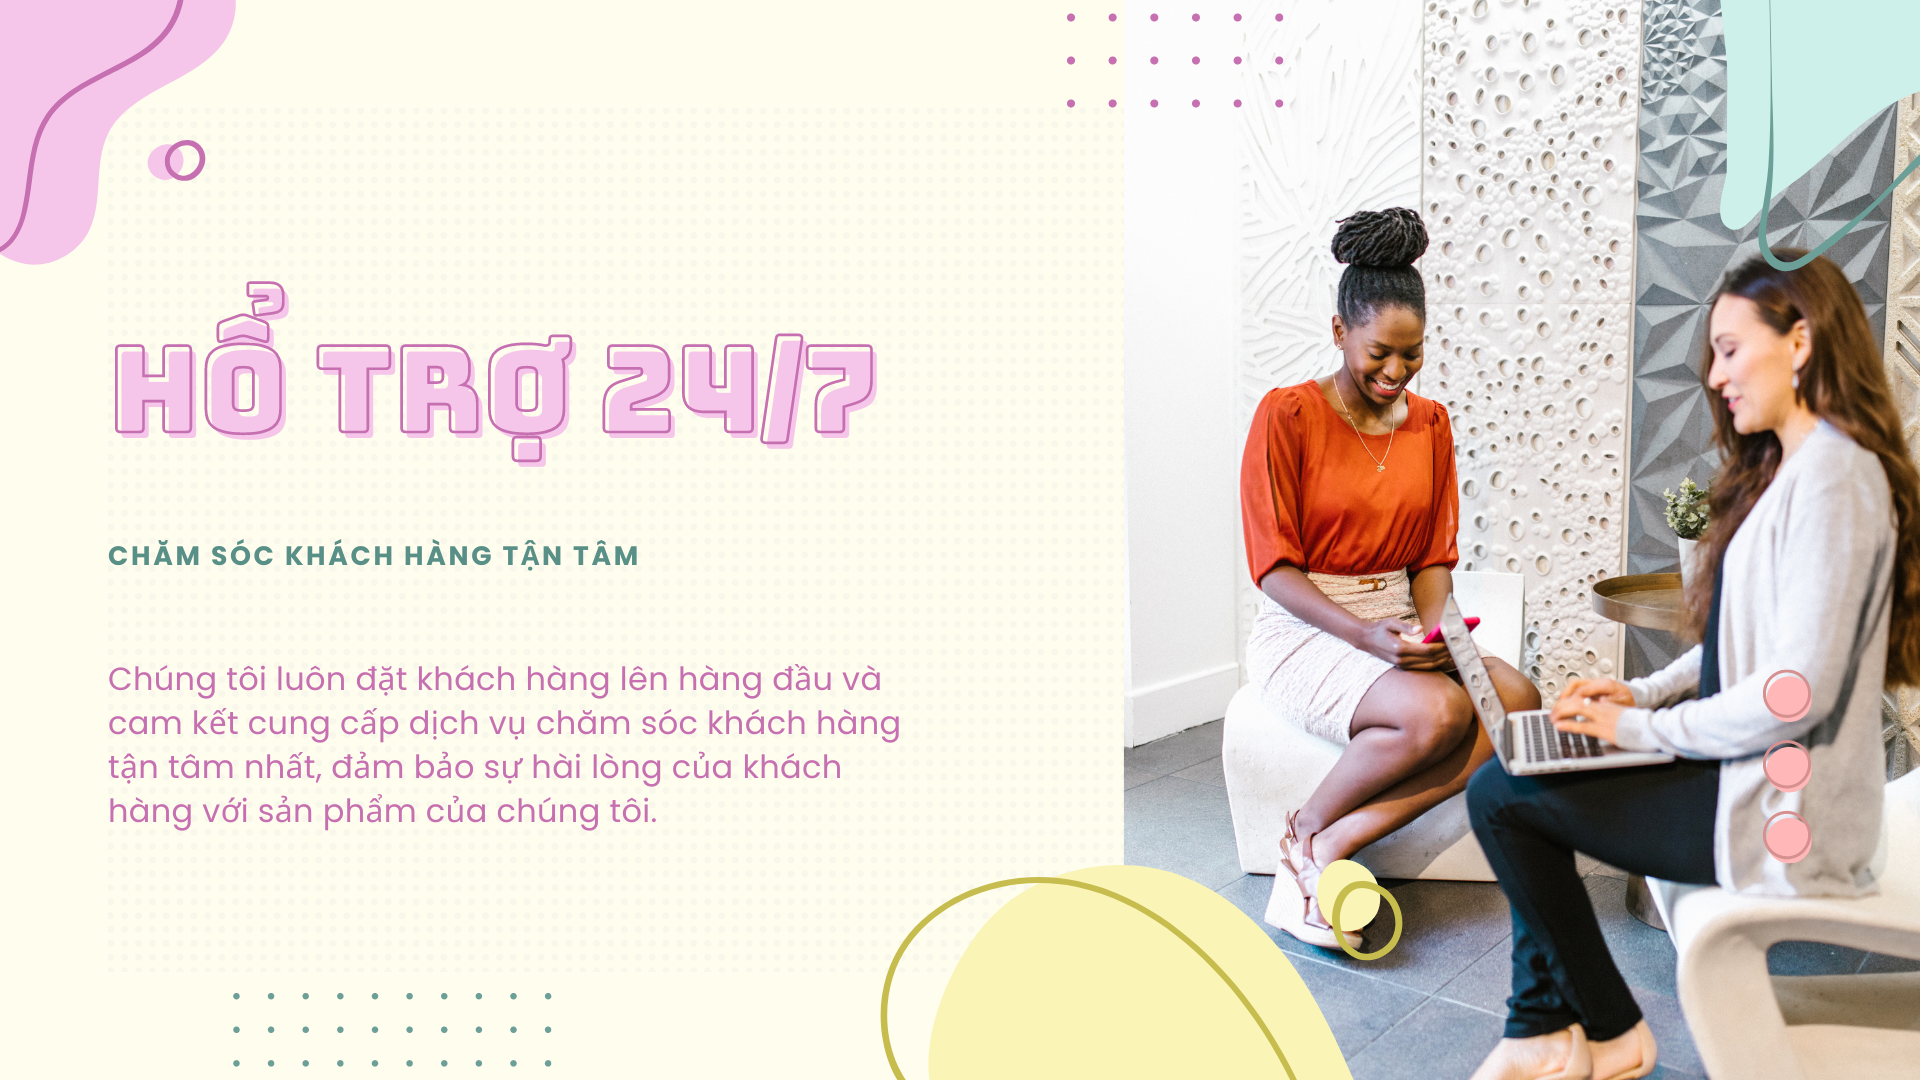 HỔ TRỢ 24/7
CHĂM SÓC KHÁCH HÀNG TẬN TÂM
Chúng tôi luôn đặt khách hàng lên hàng đầu và
cam kết cung cấp dịch vụ chăm sóc khách hàng
tận tâm nhất, đảm bảo sự hài lòng của khách
hàng với sản phẩm của chúng tôi.